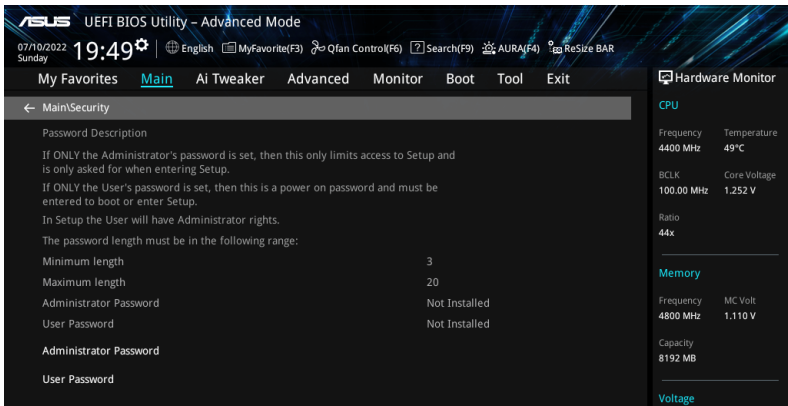 ASUS UEFI BIOS Utility – Advanced Mode
07/10/2022 Sunday 19:49 English MyFavorite(F3) Qfan Control(F6) ? Search(F9) AURA(F4) ReSize BAR
My Favorites Main Ai Tweaker Advanced Monitor Boot Tool Exit
← Main\Security
Password Description
If ONLY the Administrator's password is set, then this only limits access to Setup and
is only asked for when entering Setup.
If ONLY the User's password is set, then this is a power on password and must be
entered to boot or enter Setup.
In Setup the User will have Administrator rights.
The password length must be in the following range:
Minimum length 3
Maximum length 20
Administrator Password Not Installed
User Password Not Installed
Administrator Password
User Password
Hardware Monitor
CPU
Frequency Temperature
4400 MHz 49°C
BCLK Core Voltage
100.00 MHz 1.252 V
Ratio
44x
Memory
Frequency MC Volt
4800 MHz 1.110 V
Capacity
8192 MB
Voltage